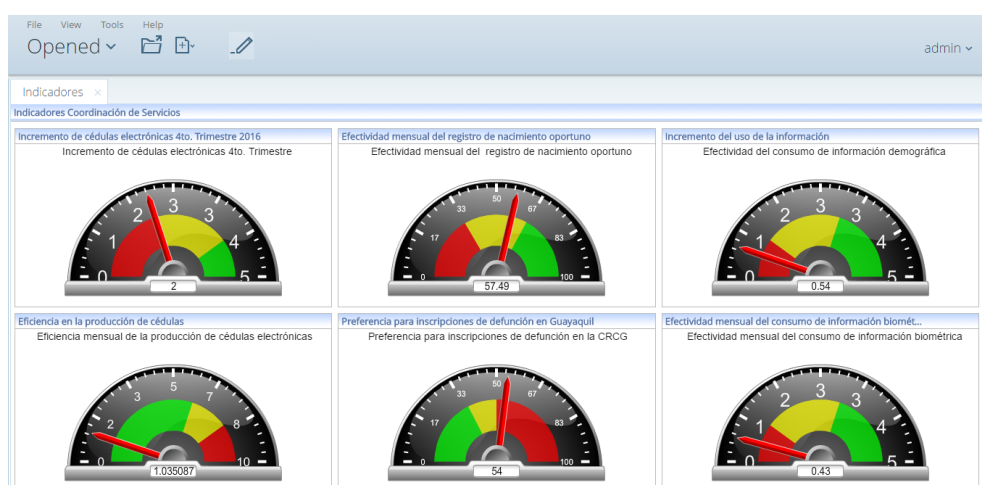 File View Tools Help
Opened
admin
Indicadores ×
Indicadores Coordinación de Servicios
Incremento de cédulas electrónicas 4to. Trimestre 2016
Incremento de cédulas electrónicas 4to. Trimestre
0 1 2 3 3 4 5
2
Efectividad mensual del registro de nacimiento oportuno
Efectividad mensual del registro de nacimiento oportuno
0 17 33 50 67 83 100
57.49
Incremento del uso de la información
Efectividad del consumo de información demográfica
0 1 2 3 3 4 5
0.54
Eficiencia en la producción de cédulas
Eficiencia mensual de la producción de cédulas electrónicas
0 2 3 5 7 8 10
1.035087
Preferencia para inscripciones de defunción en Guayaquil
Preferencia para inscripciones de defunción en la CRCG
0 17 33 50 67 83 100
54
Efectividad mensual del consumo de información biomét...
Efectividad mensual del consumo de información biométrica
0 1 2 3 3 4 5
0.43